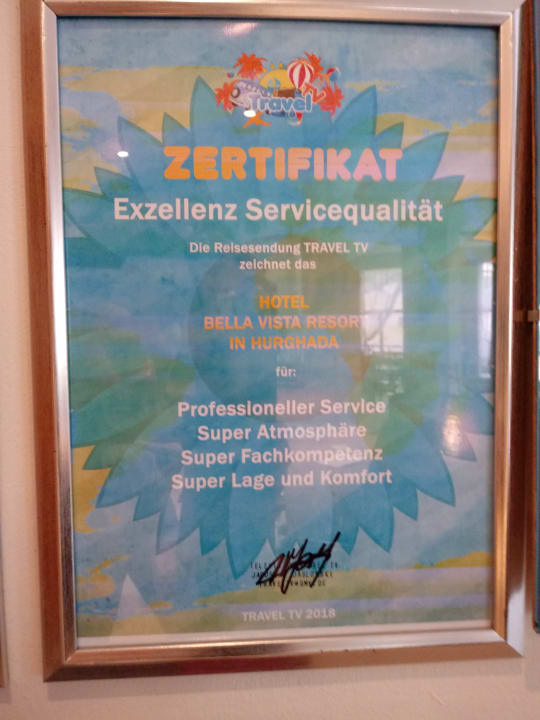 Travel
ZERTIFIKAT
Exzellenz Servicequalität
Die Reisesendung TRAVEL TV
zeichnet das
HOTEL
BELLA VISTA RESORT
IN HURGHADA
für:
Professioneller Service
Super Atmosphäre
Super Fachkompetenz
Super Lage und Komfort
TRAVEL TV 2018